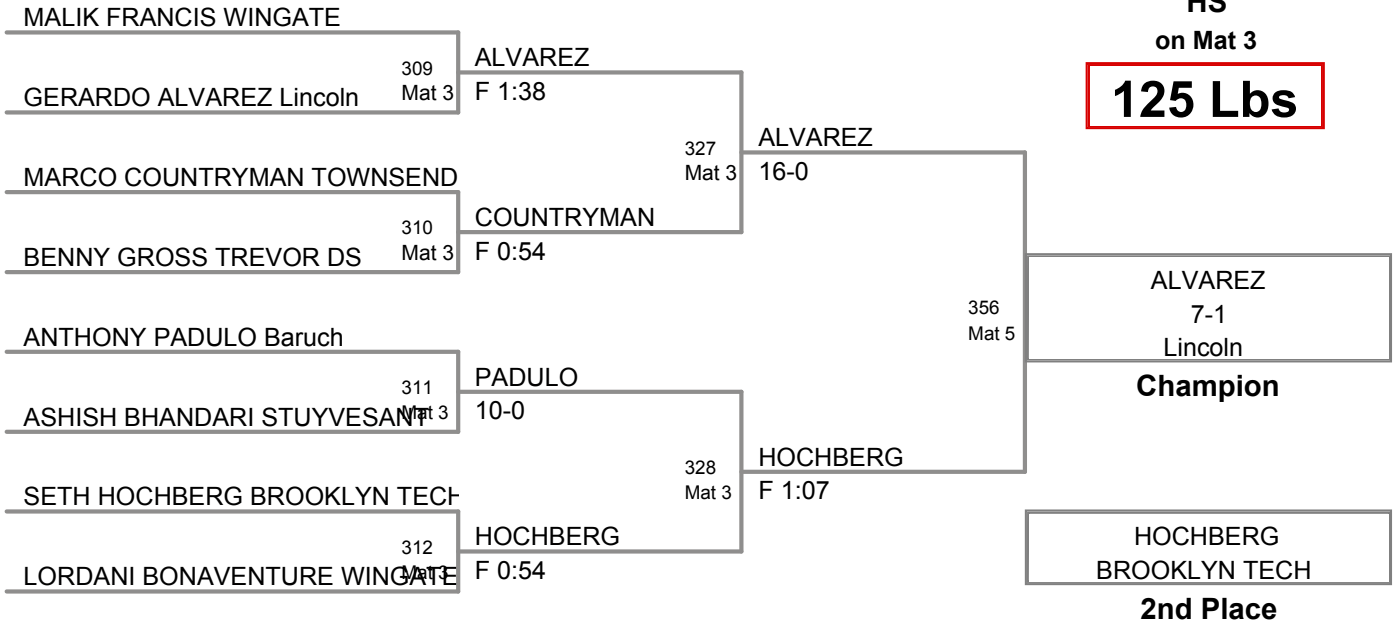 HS
on Mat 3
125 Lbs
MALIK FRANCIS WINGATE
309
Mat 3
GERARDO ALVAREZ Lincoln
ALVAREZ
F 1:38
MARCO COUNTRYMAN TOWNSEND
310
Mat 3
BENNY GROSS TREVOR DS
COUNTRYMAN
F 0:54
327
Mat 3
ALVAREZ
16-0
ANTHONY PADULO Baruch
311
Mat 3
ASHISH BHANDARI STUYVESANT
PADULO
10-0
SETH HOCHBERG BROOKLYN TECH
312
Mat 3
LORDANI BONAVENTURE WINGATE
HOCHBERG
F 0:54
328
Mat 3
HOCHBERG
F 1:07
356
Mat 5
ALVAREZ
7-1
Lincoln
Champion
HOCHBERG
BROOKLYN TECH
2nd Place